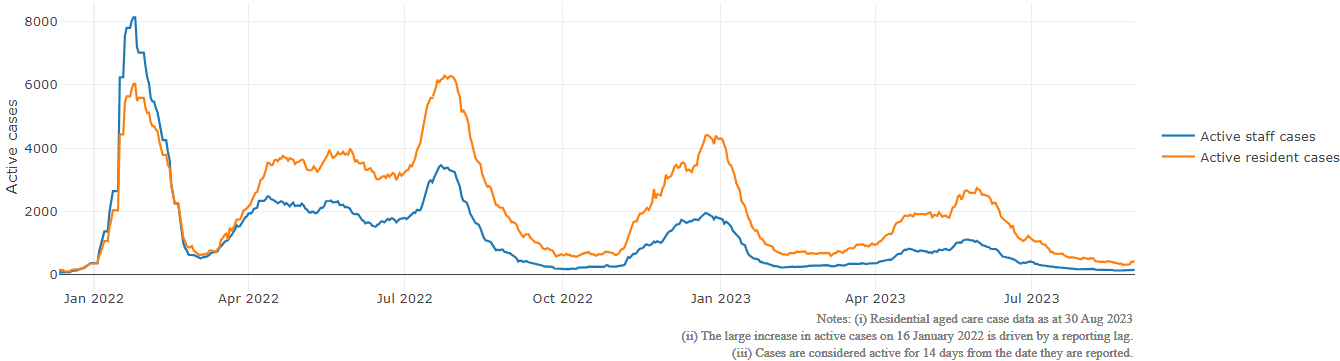 Active cases
8000
6000
4000
2000
0
Jan 2022
Apr 2022
Jul 2022
Oct 2022
Jan 2023
Apr 2023
Jul 2023
Active staff cases
Active resident cases
Notes: (i) Residential aged care case data as at 30 Aug 2023
(ii) The large increase in active cases on 16 January 2022 is driven by a reporting lag.
(iii) Cases are considered active for 14 days from the date they are reported.